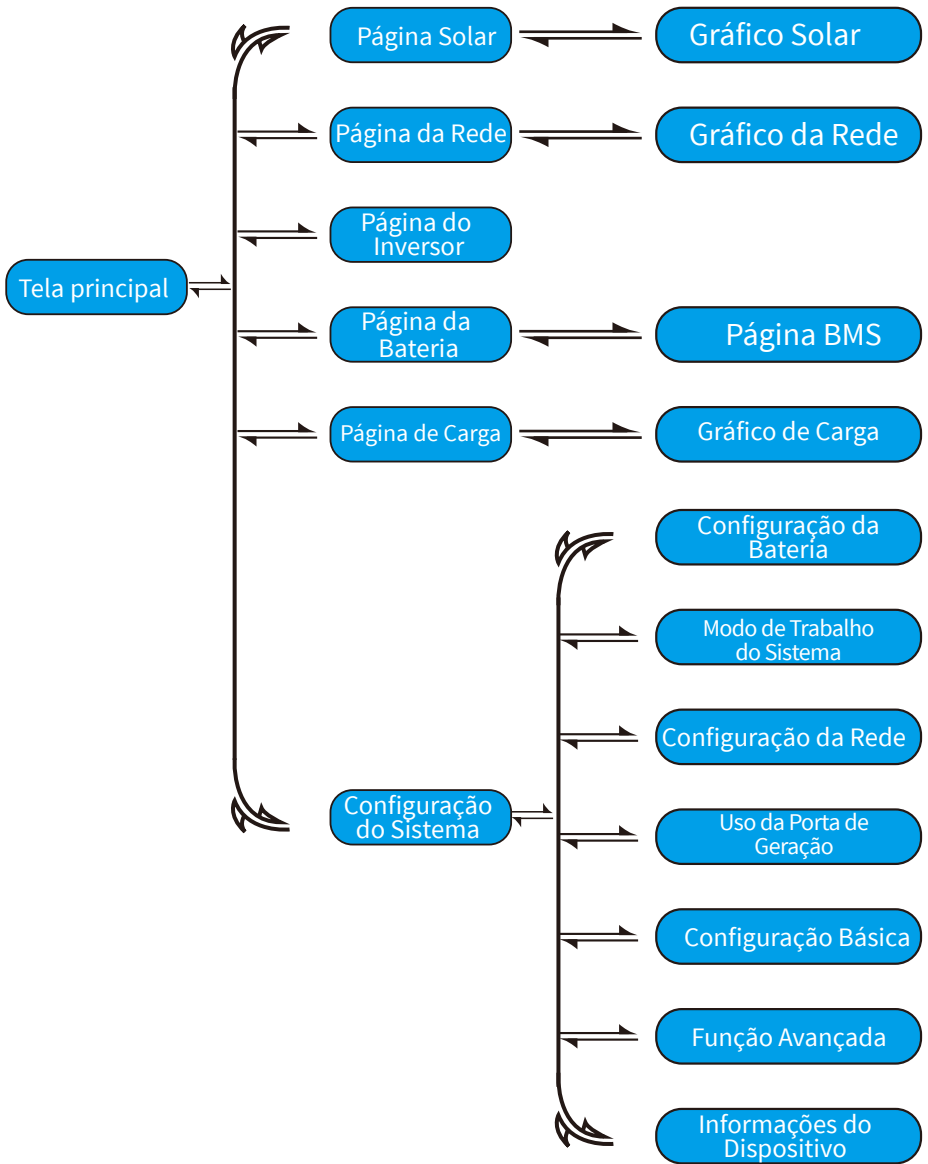 Página Solar
Gráfico Solar
Página da Rede
Gráfico da Rede
Página do
Inversor
Tela principal
Página da
Bateria
Página BMS
Página de Carga
Gráfico de Carga
Configuração da
Bateria
Modo de Trabalho
do Sistema
Configuração da Rede
Configuração
do Sistema
Uso da Porta de
Geração
Configuração Básica
Função Avançada
Informações do
Dispositivo